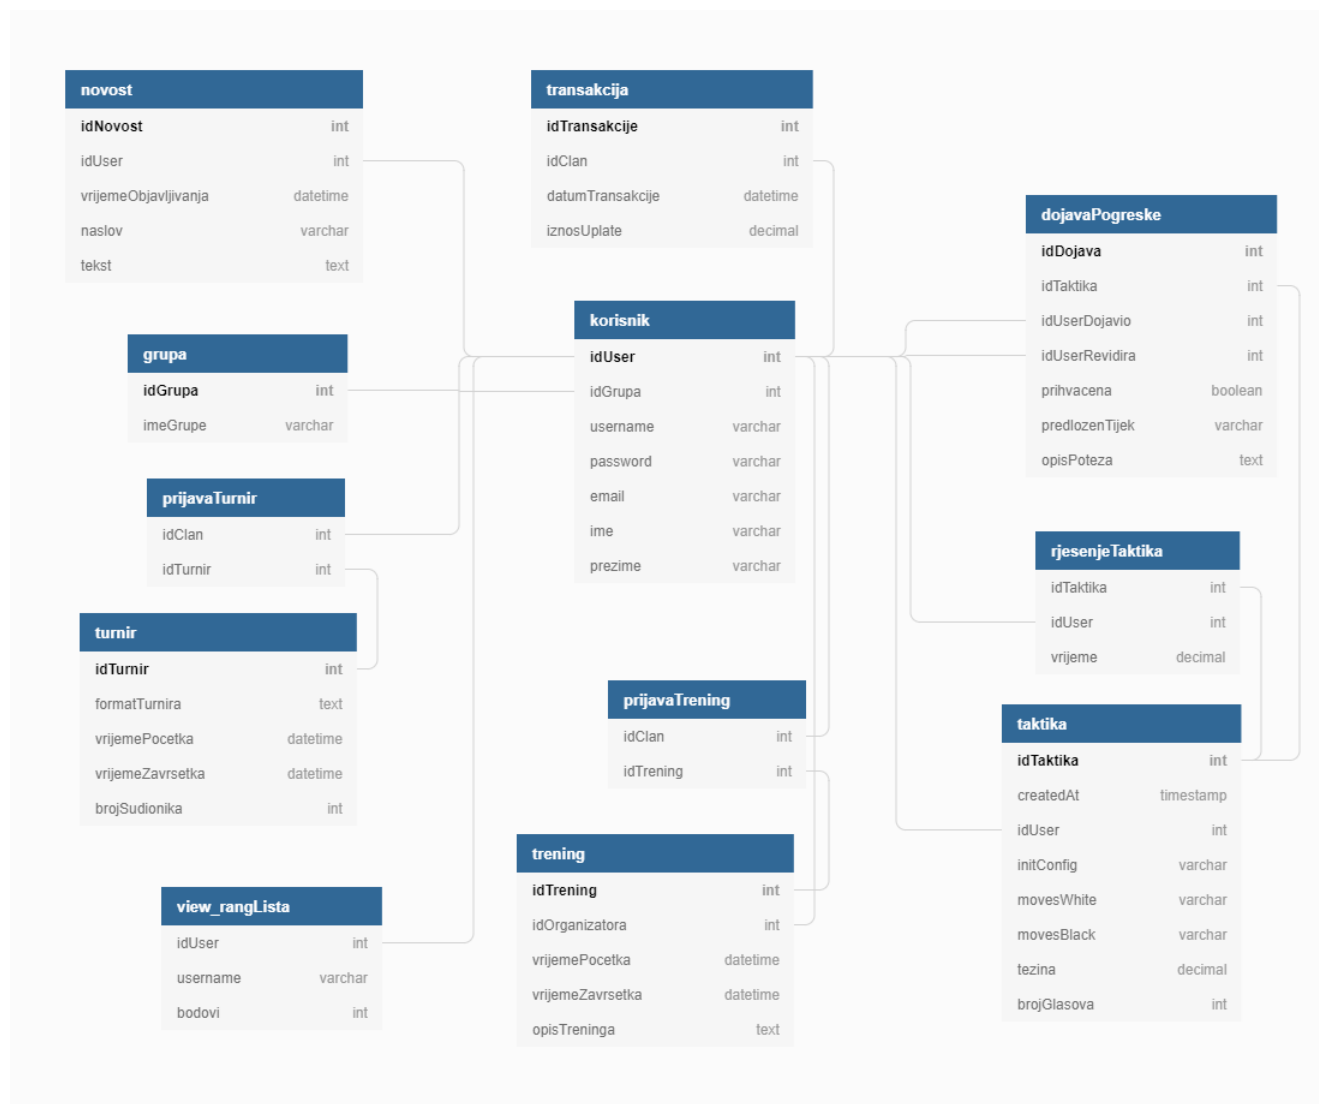 novost
idNovost int
idUser int
vrijemeObjavljivanja datetime
naslov varchar
tekst text
transakcija
idTransakcije int
idClan int
datumTransakcije datetime
iznosUplate decimal
dojavaPogreske
idDojava int
idTaktika int
idUserDojavio int
idUserRevidira int
prihvacena boolean
predlozenTijek varchar
opisPoteza text
korisnik
idUser int
idGrupa int
username varchar
password varchar
email varchar
ime varchar
prezime varchar
grupa
idGrupa int
imeGrupe varchar
prijavaTurnir
idClan int
idTurnir int
turnir
idTurnir int
formatTurnira text
vrijemePocetka datetime
vrijemeZavrsetka datetime
brojSudionika int
rjesenjeTaktika
idTaktika int
idUser int
vrijeme decimal
prijavaTrening
idClan int
idTrening int
taktika
idTaktika int
createdAt timestamp
idUser int
initConfig varchar
movesWhite varchar
movesBlack varchar
tezina decimal
brojGlasova int
trening
idTrening int
idOrganizatora int
vrijemePocetka datetime
vrijemeZavrsetka datetime
opisTreninga text
view_rangLista
idUser int
username varchar
bodovi int